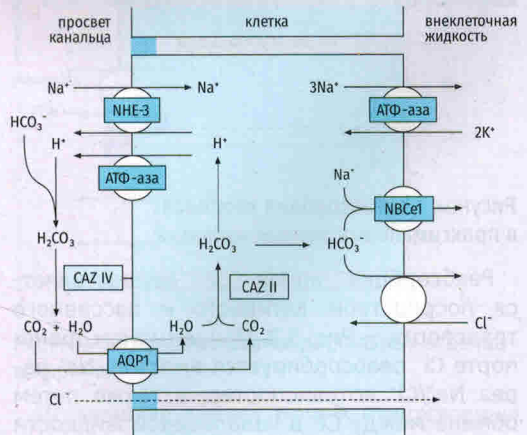 просвет
канальца
клетка
внеклеточная
жидкость
Na⁺
NHE-3
Na⁺
3Na⁺
АТФ-аза
2K⁺
HCO₃⁻
H⁺
H⁺
АТФ-аза
Na⁺
NBCe1
H₂CO₃
H₂CO₃
HCO₃⁻
CAZ IV
CAZ II
CO₂ + H₂O
H₂O
CO₂
Cl⁻
AQP1
Cl⁻